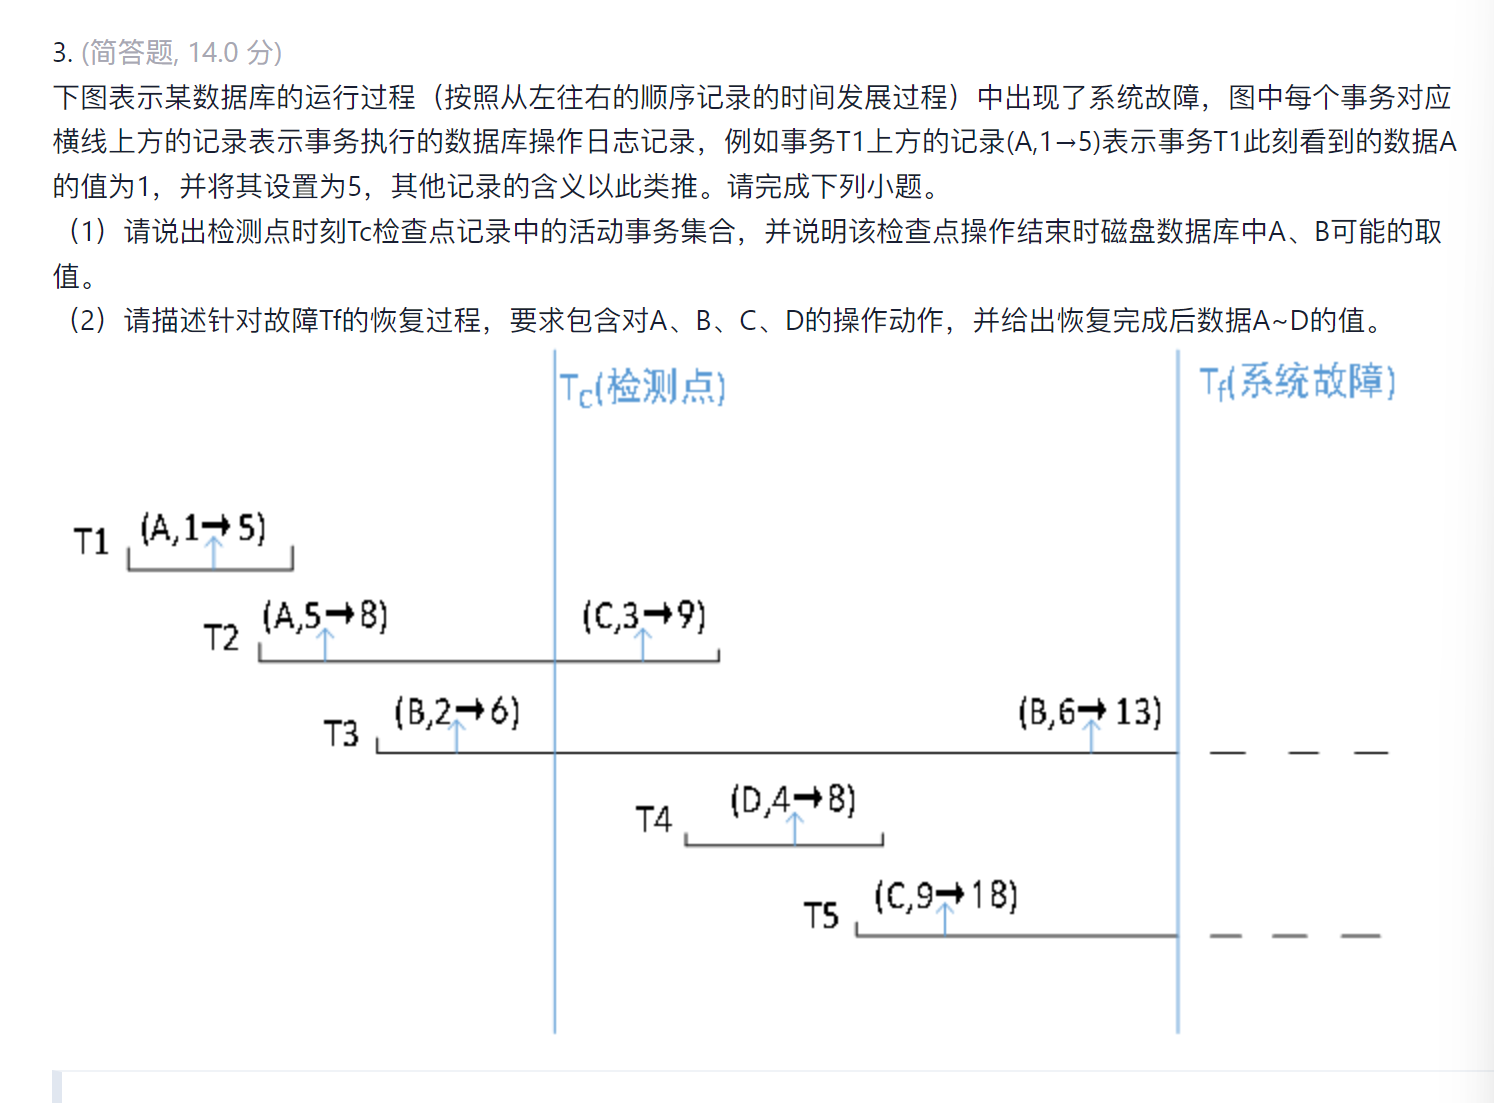 3. (简答题, 14.0 分)
下图表示某数据库的运行过程（按照从左往右的顺序记录的时间发展过程）中出现了系统故障，图中每个事务对应
横线上方的记录表示事务执行的数据库操作日志记录，例如事务T1上方的记录(A,1→5)表示事务T1此刻看到的数据A
的值为1，并将其设置为5，其他记录的含义以此类推。请完成下列小题。
（1）请说出检测点时刻Tc检查点记录中的活动事务集合，并说明该检查点操作结束时磁盘数据库中A、B可能的取
值。
（2）请描述针对故障Tf的恢复过程，要求包含对A、B、C、D的操作动作，并给出恢复完成后数据A~D的值。
Tc(检测点)
Tf(系统故障)
T1 (A,1→5)
T2 (A,5→8) (C,3→9)
T3 (B,2→6) (B,6→13)
T4 (D,4→8)
T5 (C,9→18)